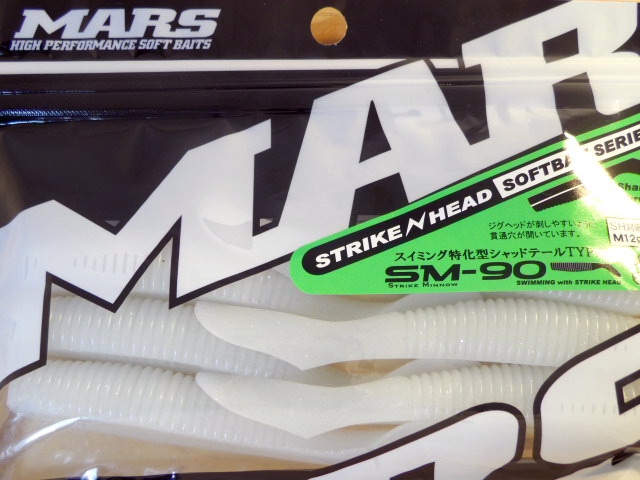 MARS
HIGH PERFORMANCE SOFT BAITS
MAR
STRIKE HEAD SOFTBAIT SERIE
ジグヘッドが刺しやすいように
貫通穴が開いています。
スイミング特化型シャッドテールTYP
SM-90
STRIKE MINNOW
SWIMMING with STRIKE HEAD